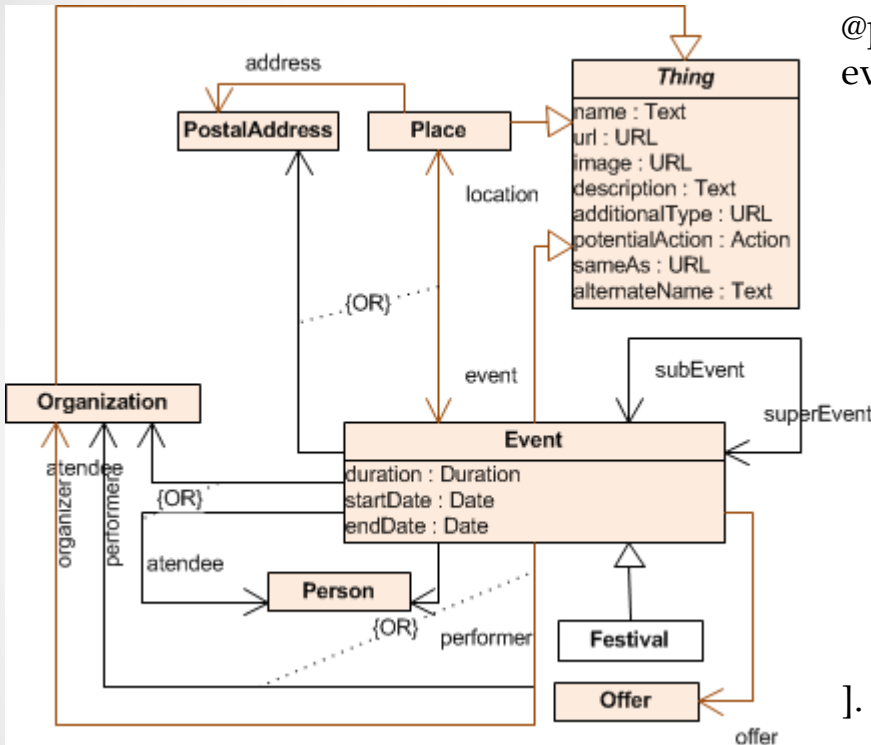 @p
ev
address
Thing
PostalAddress
Place
name : Text
url : URL
image : URL
description : Text
additionalType : URL
potentialAction : Action
sameAs : URL
alternateName : Text
location
{OR}
event
subEvent
superEvent
Organization
Event
duration : Duration
startDate : Date
endDate : Date
atendee
{OR}
organizer
performer
atendee
Person
{OR}
performer
Festival
Offer
].
offer